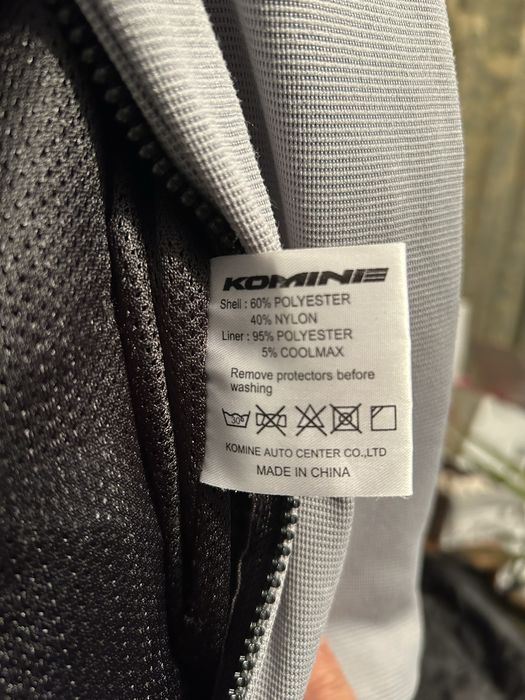 KOMINE
Shell : 60% POLYESTER
40% NYLON
Liner : 95% POLYESTER
5% COOLMAX
Remove protectors before
washing
30
KOMINE AUTO CENTER CO.,LTD
MADE IN CHINA